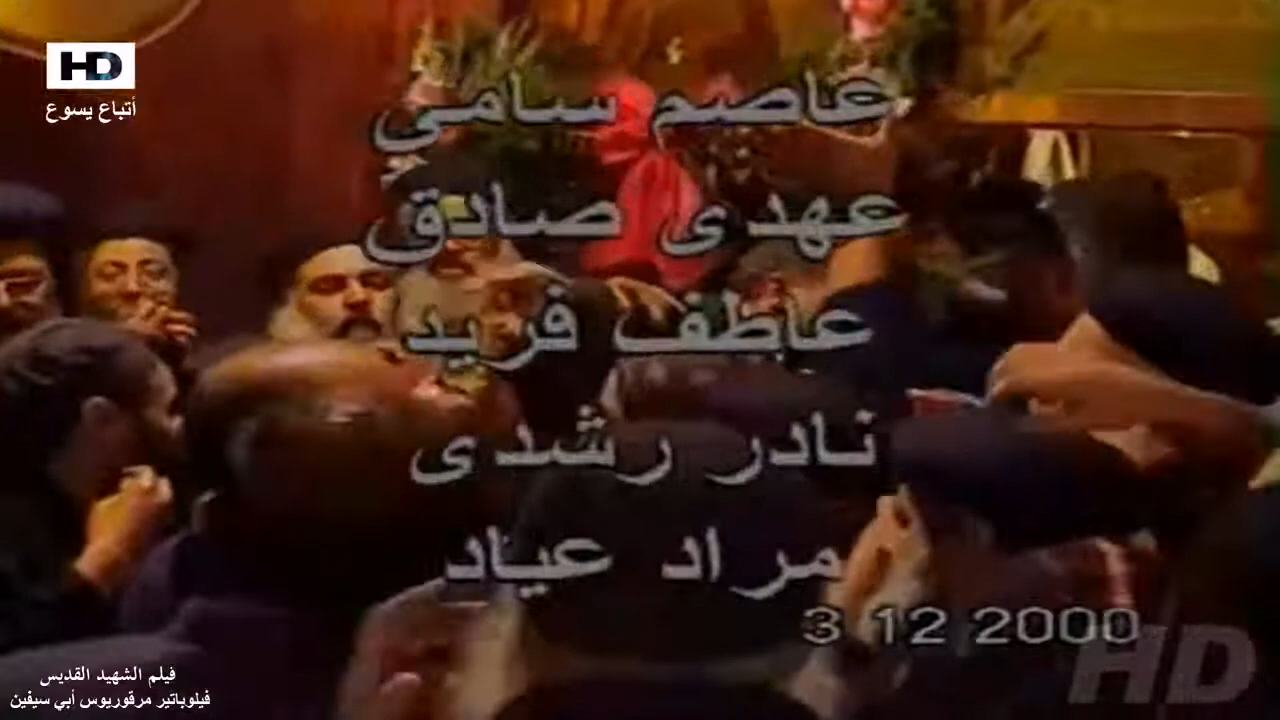 HD
أتباع يسوع
عاصم سامي
عهدى صادق
عاطف فريد
نادر رشدى
مراد عياد
3 12 2000
HD
فيلم الشهيد القديس
فيلوباتير مرقوريوس أبي سيفين